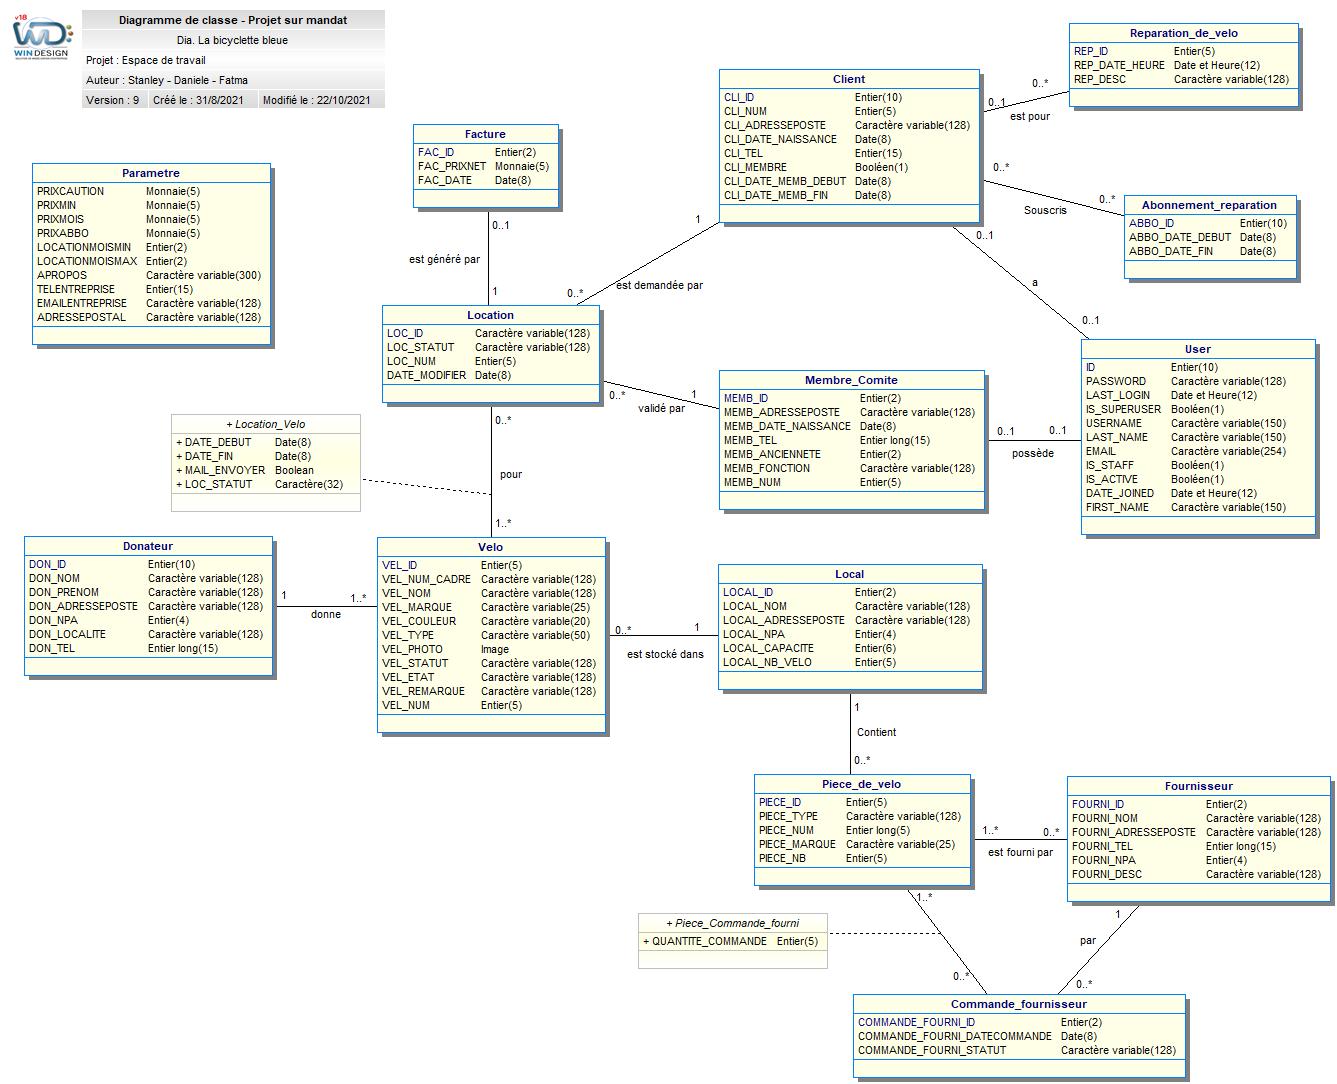 v18
WD:
WINDESIGN
Diagramme de classe - Projet sur mandat
Dia. La bicyclette bleue
Projet : Espace de travail
Auteur : Stanley - Daniele - Fatma
Version : 9 Créé le : 31/8/2021 Modifié le : 22/10/2021
Reparation_de_velo
REP_ID Entier(5)
REP_DATE_HEURE Date et Heure(12)
REP_DESC Caractère variable(128)
Client
CLI_ID Entier(10)
CLI_NUM Entier(5)
CLI_ADRESSEPOSTE Caractère variable(128)
CLI_DATE_NAISSANCE Date(8)
CLI_TEL Entier(15)
CLI_MEMBRE Booléen(1)
CLI_DATE_MEMB_DEBUT Date(8)
CLI_DATE_MEMB_FIN Date(8)
0..*
0..1
est pour
0..*
0..*
Souscris
Abonnement_reparation
ABBO_ID Entier(10)
ABBO_DATE_DEBUT Date(8)
ABBO_DATE_FIN Date(8)
Facture
FAC_ID Entier(2)
FAC_PRIXNET Monnaie(5)
FAC_DATE Date(8)
Parametre
PRIXCAUTION Monnaie(5)
PRIXMIN Monnaie(5)
PRIXMOIS Monnaie(5)
PRIXABBO Monnaie(5)
LOCATIONMOISMIN Entier(2)
LOCATIONMOISMAX Entier(2)
APROPOS Caractère variable(300)
TELENTREPRISE Entier(15)
EMAILENTREPRISE Caractère variable(128)
ADRESSEPOSTAL Caractère variable(128)
0..1
est généré par
1
1
est demandée par
0..*
0..1
a
0..1
Location
LOC_ID Caractère variable(128)
LOC_STATUT Caractère variable(128)
LOC_NUM Entier(5)
DATE_MODIFIER Date(8)
0..*
validé par
1
Membre_Comite
MEMB_ID Entier(2)
MEMB_ADRESSEPOSTE Caractère variable(128)
MEMB_DATE_NAISSANCE Date(8)
MEMB_TEL Entier long(15)
MEMB_ANCIENNETE Entier(2)
MEMB_FONCTION Caractère variable(128)
MEMB_NUM Entier(5)
0..1
0..1
possède
User
ID Entier(10)
PASSWORD Caractère variable(128)
LAST_LOGIN Date et Heure(12)
IS_SUPERUSER Booléen(1)
USERNAME Caractère variable(150)
LAST_NAME Caractère variable(150)
EMAIL Caractère variable(254)
IS_STAFF Booléen(1)
IS_ACTIVE Booléen(1)
DATE_JOINED Date et Heure(12)
FIRST_NAME Caractère variable(150)
+ Location_Velo
+ DATE_DEBUT Date(8)
+ DATE_FIN Date(8)
+ MAIL_ENVOYER Boolean
+ LOC_STATUT Caractère(32)
0..*
pour
1..*
Donateur
DON_ID Entier(10)
DON_NOM Caractère variable(128)
DON_PRENOM Caractère variable(128)
DON_ADRESSEPOSTE Caractère variable(128)
DON_NPA Entier(4)
DON_LOCALITE Caractère variable(128)
DON_TEL Entier long(15)
1
1..*
donne
Velo
VEL_ID Entier(5)
VEL_NUM_CADRE Caractère variable(128)
VEL_NOM Caractère variable(128)
VEL_MARQUE Caractère variable(25)
VEL_COULEUR Caractère variable(20)
VEL_TYPE Caractère variable(50)
VEL_PHOTO Image
VEL_STATUT Caractère variable(128)
VEL_ETAT Caractère variable(128)
VEL_REMARQUE Caractère variable(128)
VEL_NUM Entier(5)
0..*
1
est stocké dans
Local
LOCAL_ID Entier(2)
LOCAL_NOM Caractère variable(128)
LOCAL_ADRESSEPOSTE Caractère variable(128)
LOCAL_NPA Entier(4)
LOCAL_CAPACITE Entier(6)
LOCAL_NB_VELO Entier(5)
1
Contient
0..*
Piece_de_velo
PIECE_ID Entier(5)
PIECE_TYPE Caractère variable(128)
PIECE_NUM Entier long(5)
PIECE_MARQUE Caractère variable(25)
PIECE_NB Entier(5)
1..*
0..*
est fourni par
Fournisseur
FOURNI_ID Entier(2)
FOURNI_NOM Caractère variable(128)
FOURNI_ADRESSEPOSTE Caractère variable(128)
FOURNI_TEL Entier long(15)
FOURNI_NPA Entier(4)
FOURNI_DESC Caractère variable(128)
+ Piece_Commande_fourni
+ QUANTITE_COMMANDE Entier(5)
1..*
0..*
1
par
0..*
Commande_fournisseur
COMMANDE_FOURNI_ID Entier(2)
COMMANDE_FOURNI_DATECOMMANDE Date(8)
COMMANDE_FOURNI_STATUT Caractère variable(128)